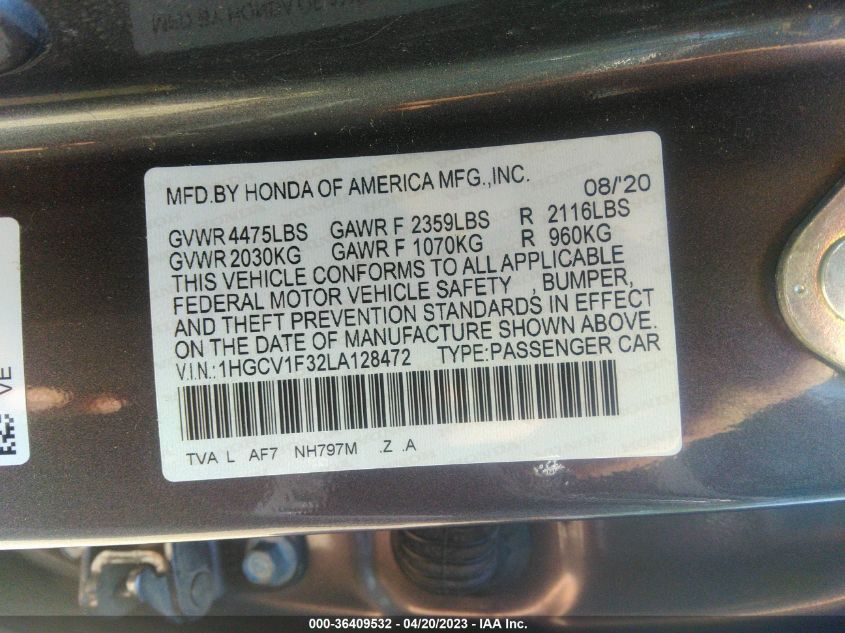 MFD.BY HONDA OF AMERICA MFG.,INC. 08/'20
GVWR 4475LBS GAWR F 2359LBS R 2116LBS
GVWR 2030KG GAWR F 1070KG R 960KG
THIS VEHICLE CONFORMS TO ALL APPLICABLE
FEDERAL MOTOR VEHICLE SAFETY , BUMPER,
AND THEFT PREVENTION STANDARDS IN EFFECT
ON THE DATE OF MANUFACTURE SHOWN ABOVE.
V.I.N.:1HGCV1F32LA128472 TYPE:PASSENGER CAR
TVA L AF7 NH797M .Z .A
VE
000-36409532 - 04/20/2023 - IAA Inc.